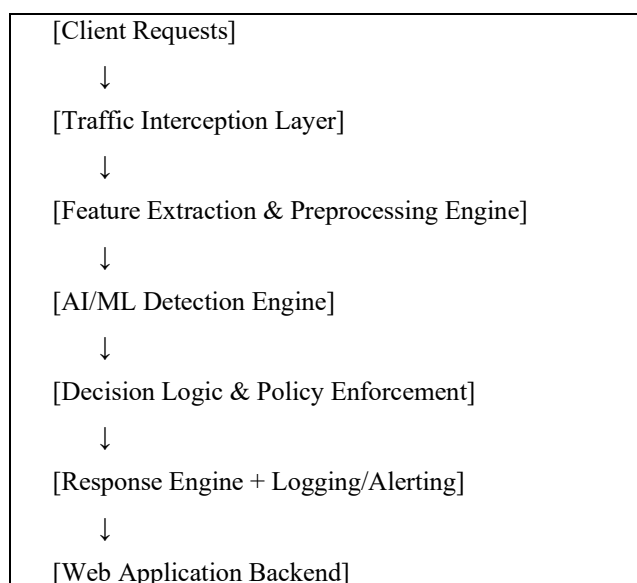 [Client Requests]
↓
[Traffic Interception Layer]
↓
[Feature Extraction & Preprocessing Engine]
↓
[AI/ML Detection Engine]
↓
[Decision Logic & Policy Enforcement]
↓
[Response Engine + Logging/Alerting]
↓
[Web Application Backend]